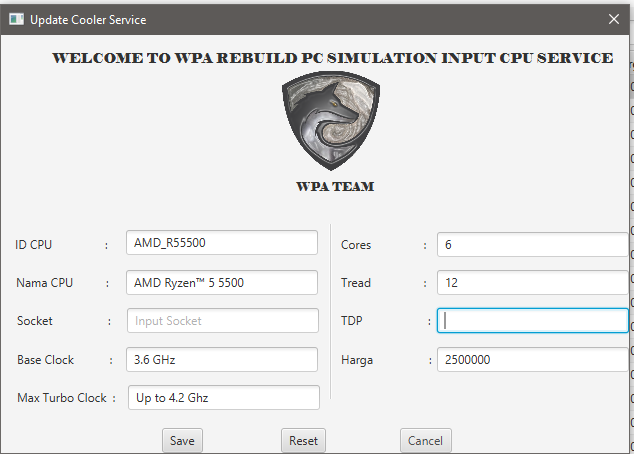 Update Cooler Service
WELCOME TO WPA REBUILD PC SIMULATION INPUT CPU SERVICE
WPA TEAM
ID CPU : AMD_R55500
Nama CPU : AMD Ryzen™ 5 5500
Socket : Input Socket
Base Clock : 3.6 GHz
Max Turbo Clock : Up to 4.2 Ghz
Cores : 6
Tread : 12
TDP :
Harga : 2500000
Save Reset Cancel